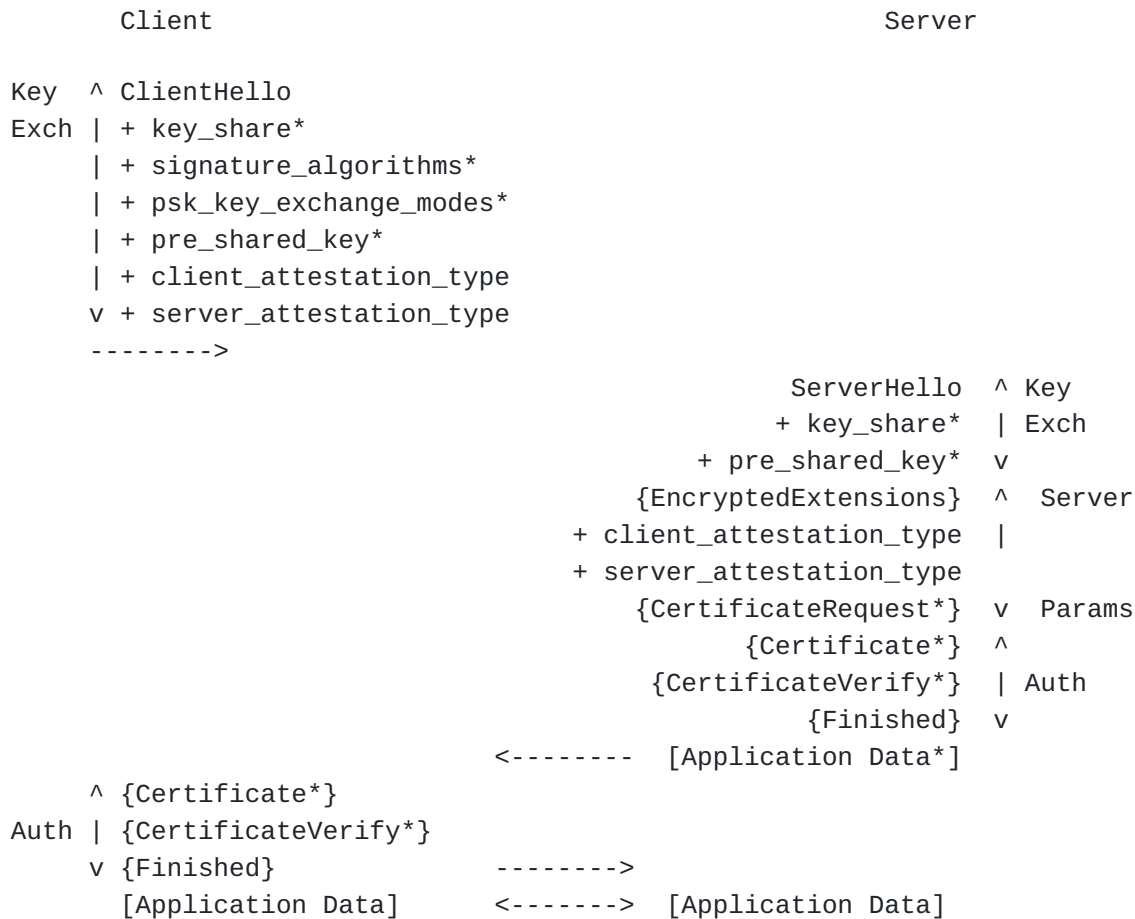 Client                                           Server

Key  ^ ClientHello
Exch | + key_share*
     | + signature_algorithms*
     | + psk_key_exchange_modes*
     | + pre_shared_key*
     | + client_attestation_type
     v + server_attestation_type
     -------->
                                                  ServerHello  ^ Key
                                                 + key_share*  | Exch
                                            + pre_shared_key*  v
                                        {EncryptedExtensions}  ^  Server
                                    + client_attestation_type  |
                                    + server_attestation_type
                                        {CertificateRequest*}  v  Params
                                               {Certificate*}  ^
                                         {CertificateVerify*}  | Auth
                                                   {Finished}  v
                               <--------  [Application Data*]
     ^ {Certificate*}
Auth | {CertificateVerify*}
     v {Finished}              -------->
       [Application Data]      <------->  [Application Data]